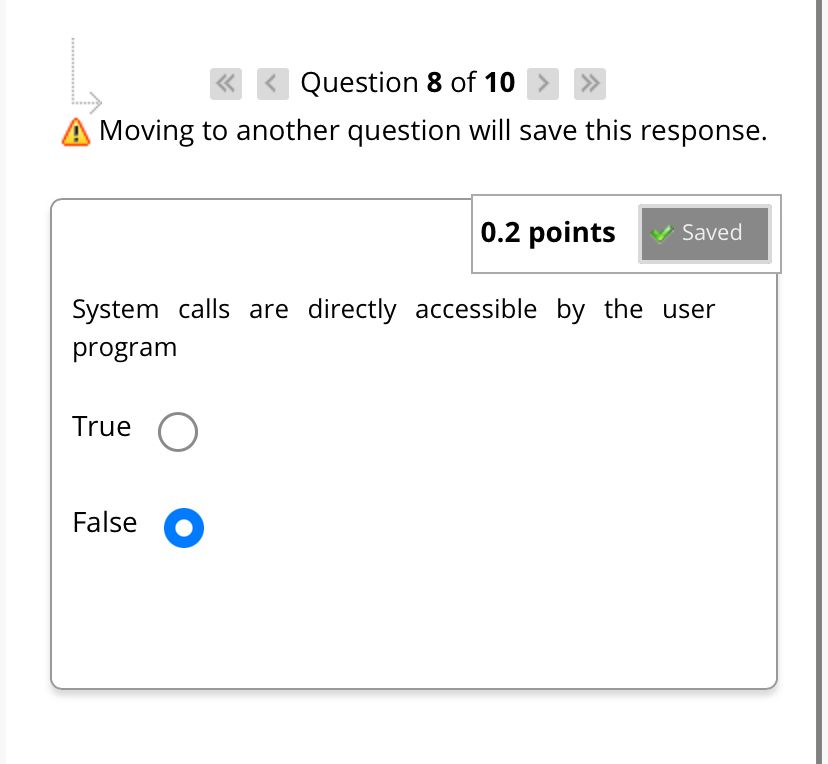 Question 8 of 10
Moving to another question will save this response.
0.2 points Saved
System calls are directly accessible by the user
program
True
False